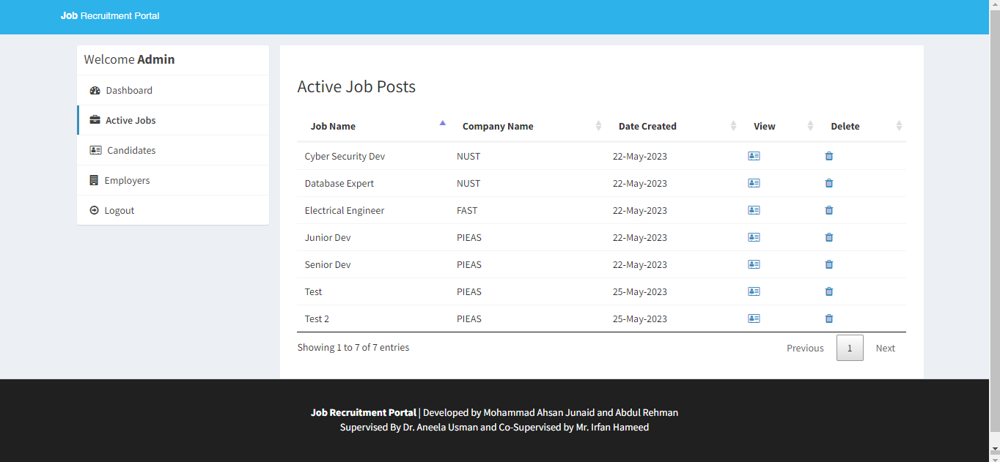 Job Recruitment Portal
Welcome Admin
Dashboard
Active Jobs
Candidates
Employers
Logout
Active Job Posts
Job Name Company Name Date Created View Delete
Cyber Security Dev NUST 22-May-2023
Database Expert NUST 22-May-2023
Electrical Engineer FAST 22-May-2023
Junior Dev PIEAS 22-May-2023
Senior Dev PIEAS 22-May-2023
Test PIEAS 25-May-2023
Test 2 PIEAS 25-May-2023
Showing 1 to 7 of 7 entries Previous 1 Next
Job Recruitment Portal | Developed by Mohammad Ahsan Junaid and Abdul Rehman
Supervised By Dr. Aneela Usman and Co-Supervised by Mr. Irfan Hameed